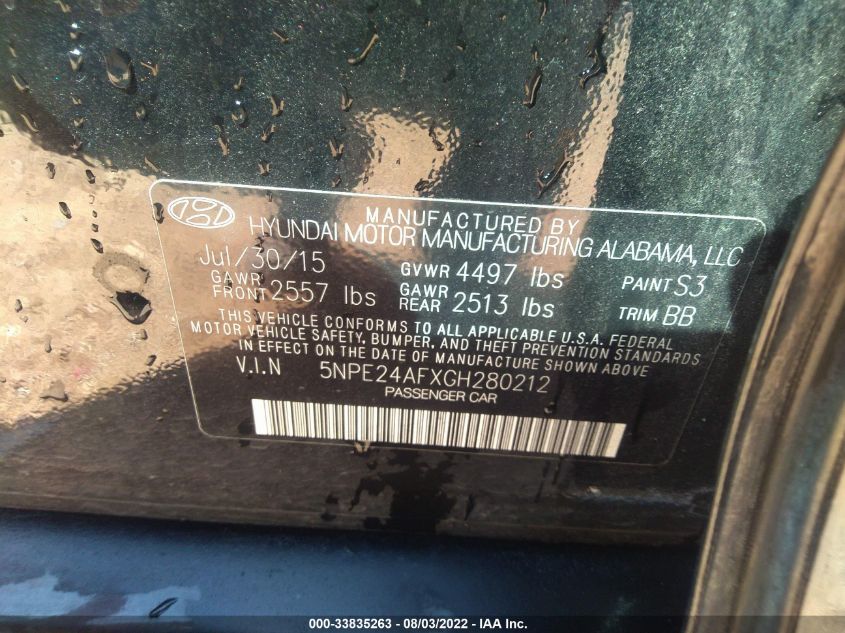 MANUFACTURED BY
HYUNDAI MOTOR MANUFACTURING ALABAMA, LLC
Jul/30/15 GVWR 4497 lbs PAINT S3
GAWR FRONT 2557 lbs GAWR REAR 2513 lbs TRIM BB
THIS VEHICLE CONFORMS TO ALL APPLICABLE U.S.A. FEDERAL
MOTOR VEHICLE SAFETY, BUMPER, AND THEFT PREVENTION STANDARDS
IN EFFECT ON THE DATE OF MANUFACTURE SHOWN ABOVE.
V.I.N 5NPE24AFXGH280212
PASSENGER CAR
000-33835263 - 08/03/2022 - IAA Inc.